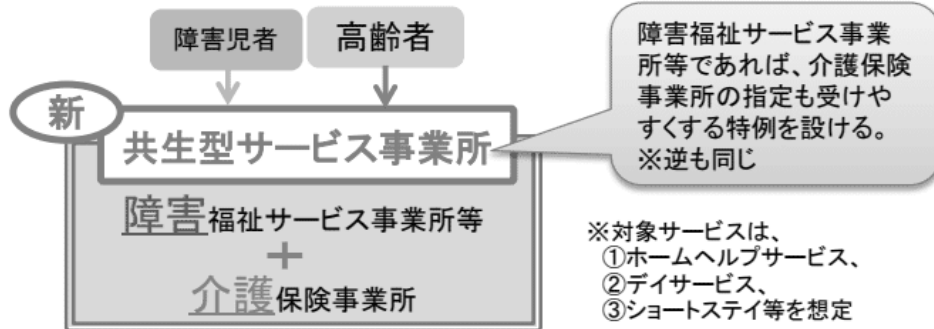 障害児者
高齢者
新
共生型サービス事業所
障害福祉サービス事業所等
＋
介護保険事業所
障害福祉サービス事業
所等であれば、介護保険
事業所の指定も受けや
すくする特例を設ける。
※逆も同じ
※対象サービスは、
①ホームヘルプサービス、
②デイサービス、
③ショートステイ等を想定